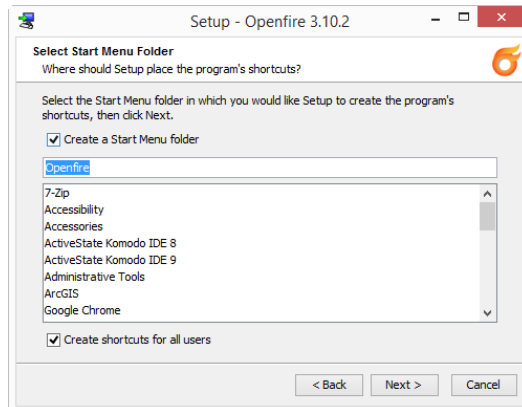 Setup - Openfire 3.10.2
Select Start Menu Folder
Where should Setup place the program's shortcuts?
Select the Start Menu folder in which you would like Setup to create the program's
shortcuts, then click Next.
Create a Start Menu folder
Openfire
7-Zip
Accessibility
Accessories
ActiveState Komodo IDE 8
ActiveState Komodo IDE 9
Administrative Tools
ArcGIS
Google Chrome
Create shortcuts for all users
< Back Next > Cancel